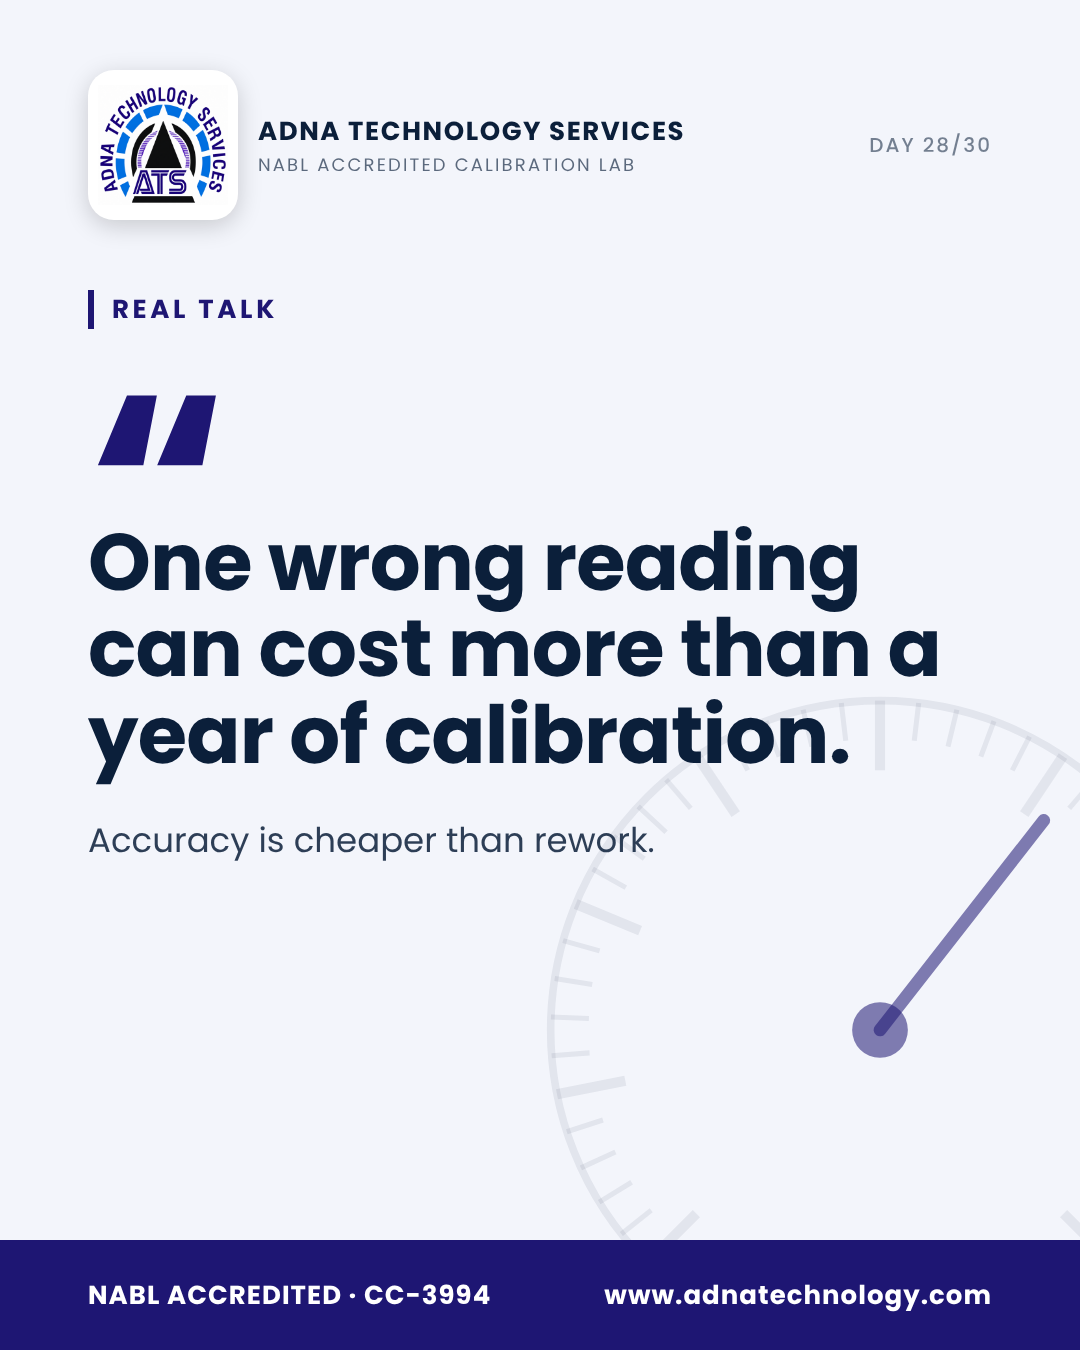 ADNA TECHNOLOGY SERVICES
ATS
ADNA TECHNOLOGY SERVICES
NABL ACCREDITED CALIBRATION LAB
DAY 28/30
REAL TALK
“
One wrong reading
can cost more than a
year of calibration.
Accuracy is cheaper than rework.
NABL ACCREDITED · CC-3994
www.adnatechnology.com